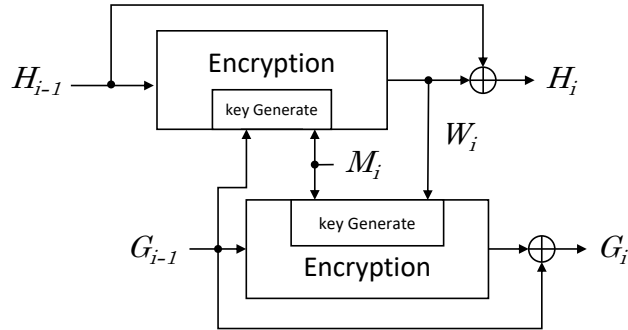 Encryption
H_{i-1}
key Generate
H_i
W_i
M_i
key Generate
G_{i-1}
G_i
Encryption